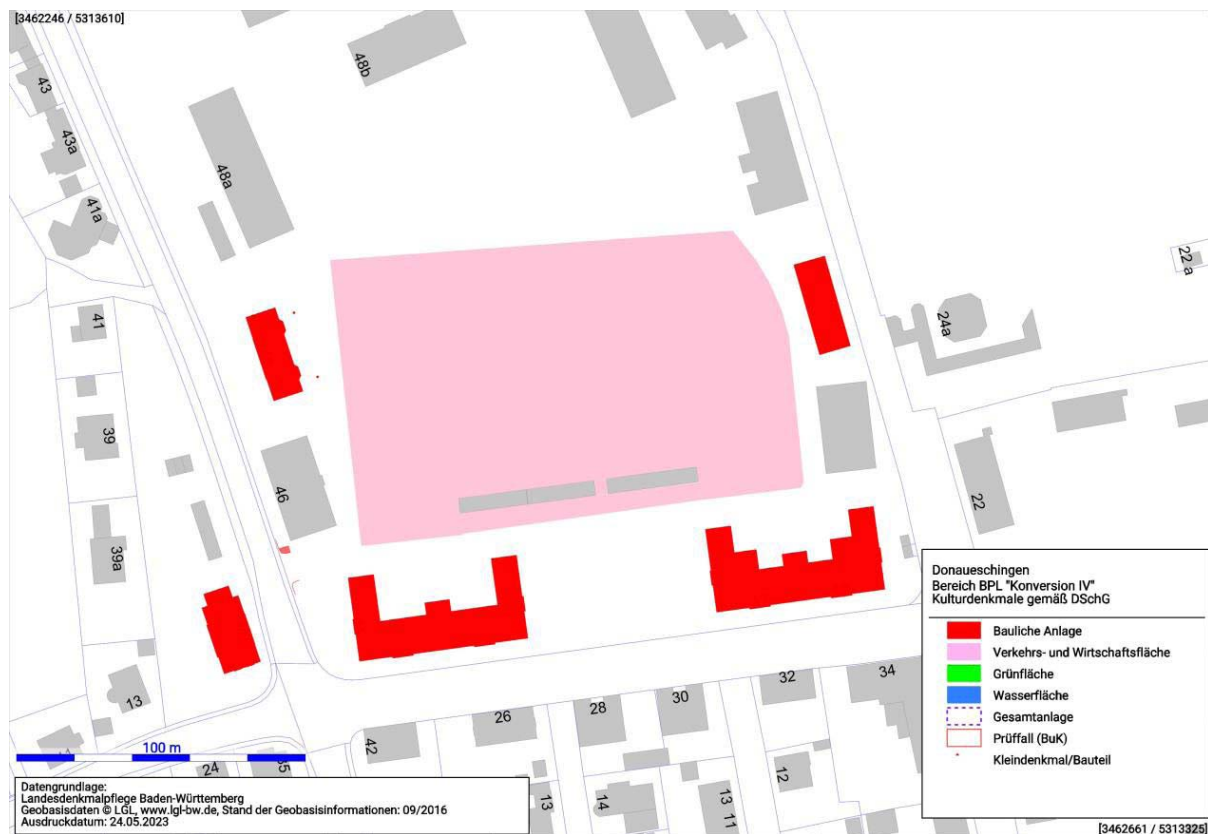 [3462246 / 5313610]
48b
43
43a
48a
41a
22 a
41
24a
39
46
22
39a
13
32
34
30
28
26
42
100 m
24
35
12
13
14
13
11
Donaueschingen
Bereich BPL "Konversion IV"
Kulturdenkmale gemäß DSchG
Bauliche Anlage
Verkehrs- und Wirtschaftsfläche
Grünfläche
Wasserfläche
Gesamtanlage
Prüffall (BuK)
Kleindenkmal/Bauteil
Datengrundlage:
Landesdenkmalpflege Baden-Württemberg
Geobasisdaten © LGL, www.lgl-bw.de, Stand der Geobasisinformationen: 09/2016
Ausdruckdatum: 24.05.2023
[3462661 / 5313325]